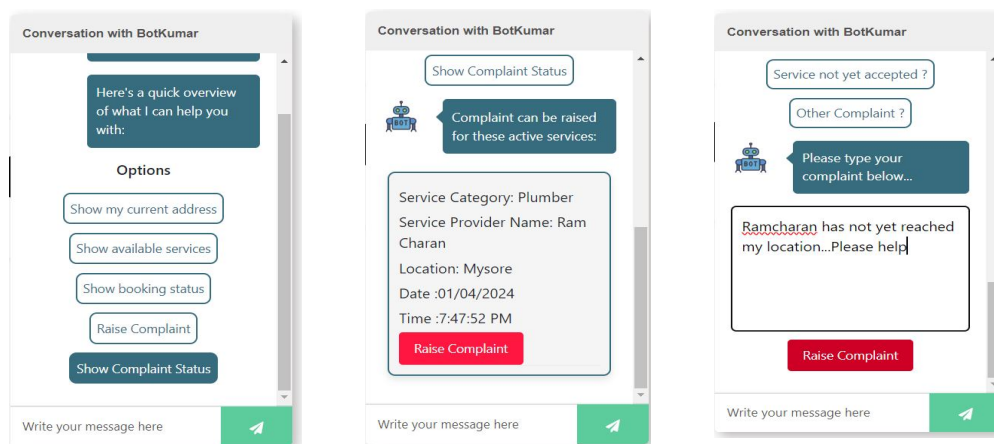 Conversation with BotKumar
Here's a quick overview
of what I can help you
with:
Options
Show my current address
Show available services
Show booking status
Raise Complaint
Show Complaint Status
Write your message here
Conversation with BotKumar
Show Complaint Status
BOT
Complaint can be raised
for these active services:
Service Category: Plumber
Service Provider Name: Ram
Charan
Location: Mysore
Date :01/04/2024
Time :7:47:52 PM
Raise Complaint
Write your message here
Conversation with BotKumar
Service not yet accepted ?
Other Complaint ?
BOT
Please type your
complaint below...
Ramcharan has not yet reached
my location...Please help
Raise Complaint
Write your message here